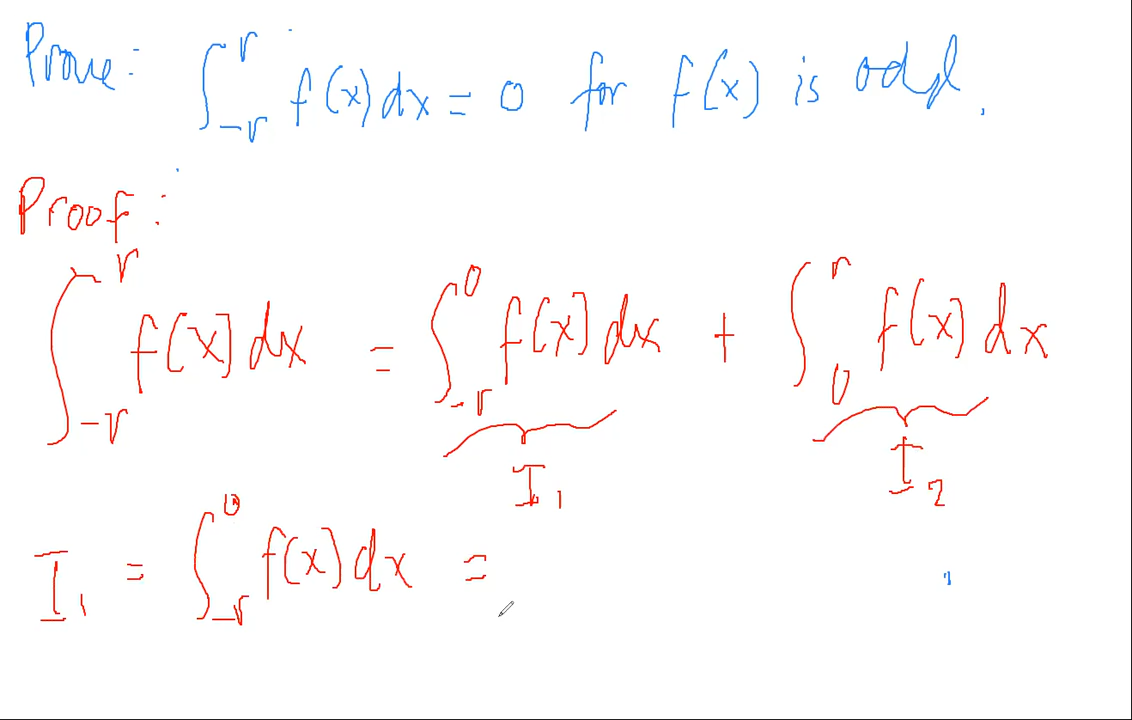 Prove: ∫_{-r}^{r} f(x)dx = 0 for f(x) is odd.
Proof:
∫_{-r}^{r} f(x)dx = ∫_{-r}^{0} f(x)dx + ∫_{0}^{r} f(x)dx
I₁ I₂
I₁ = ∫_{-r}^{0} f(x)dx =